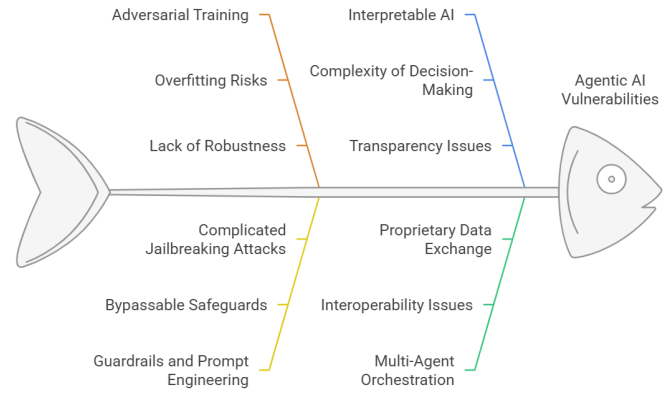 Adversarial Training
Interpretable AI
Overfitting Risks
Complexity of Decision-
Making
Agentic AI
Vulnerabilities
Lack of Robustness
Transparency Issues
Complicated
Jailbreaking Attacks
Proprietary Data
Exchange
Bypassable Safeguards
Interoperability Issues
Guardrails and Prompt
Engineering
Multi-Agent
Orchestration